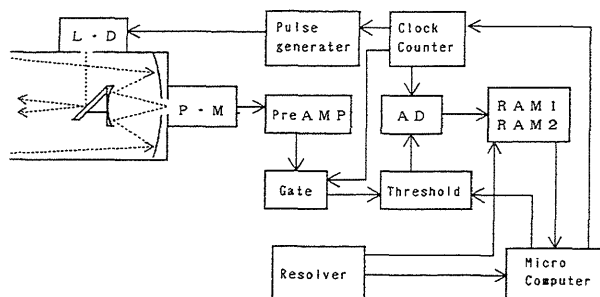 L - D
Pulse
generater
Clock
Counter
P - M
PreAMP
AD
RAM1
RAM2
Gate
Threshold
Resolver
Micro
Computer